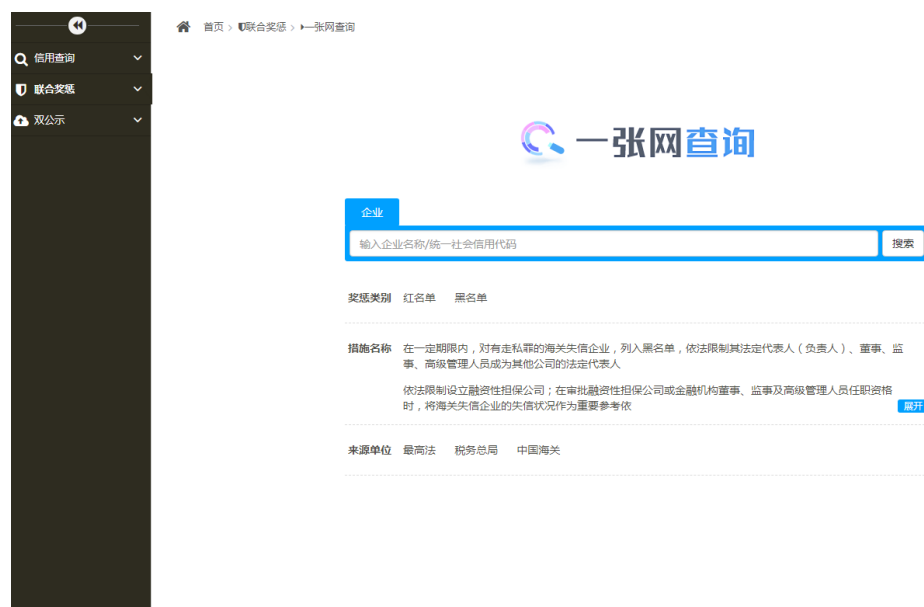 首页 > 联合奖惩 > 一张网查询
信用查询
联合奖惩
双公示
一张网查询
企业
输入企业名称/统一社会信用代码
搜索
奖惩类别 红名单 黑名单
措施名称 在一定期限内，对有走私罪的海关失信企业，列入黑名单，依法限制其法定代表人（负责人）、董事、监
事、高级管理人员成为其他公司的法定代表人
依法限制设立融资性担保公司；在审批融资性担保公司或金融机构董事、监事及高级管理人员任职资格
时，将海关失信企业的失信状况作为重要参考依
展开
来源单位 最高法 税务总局 中国海关